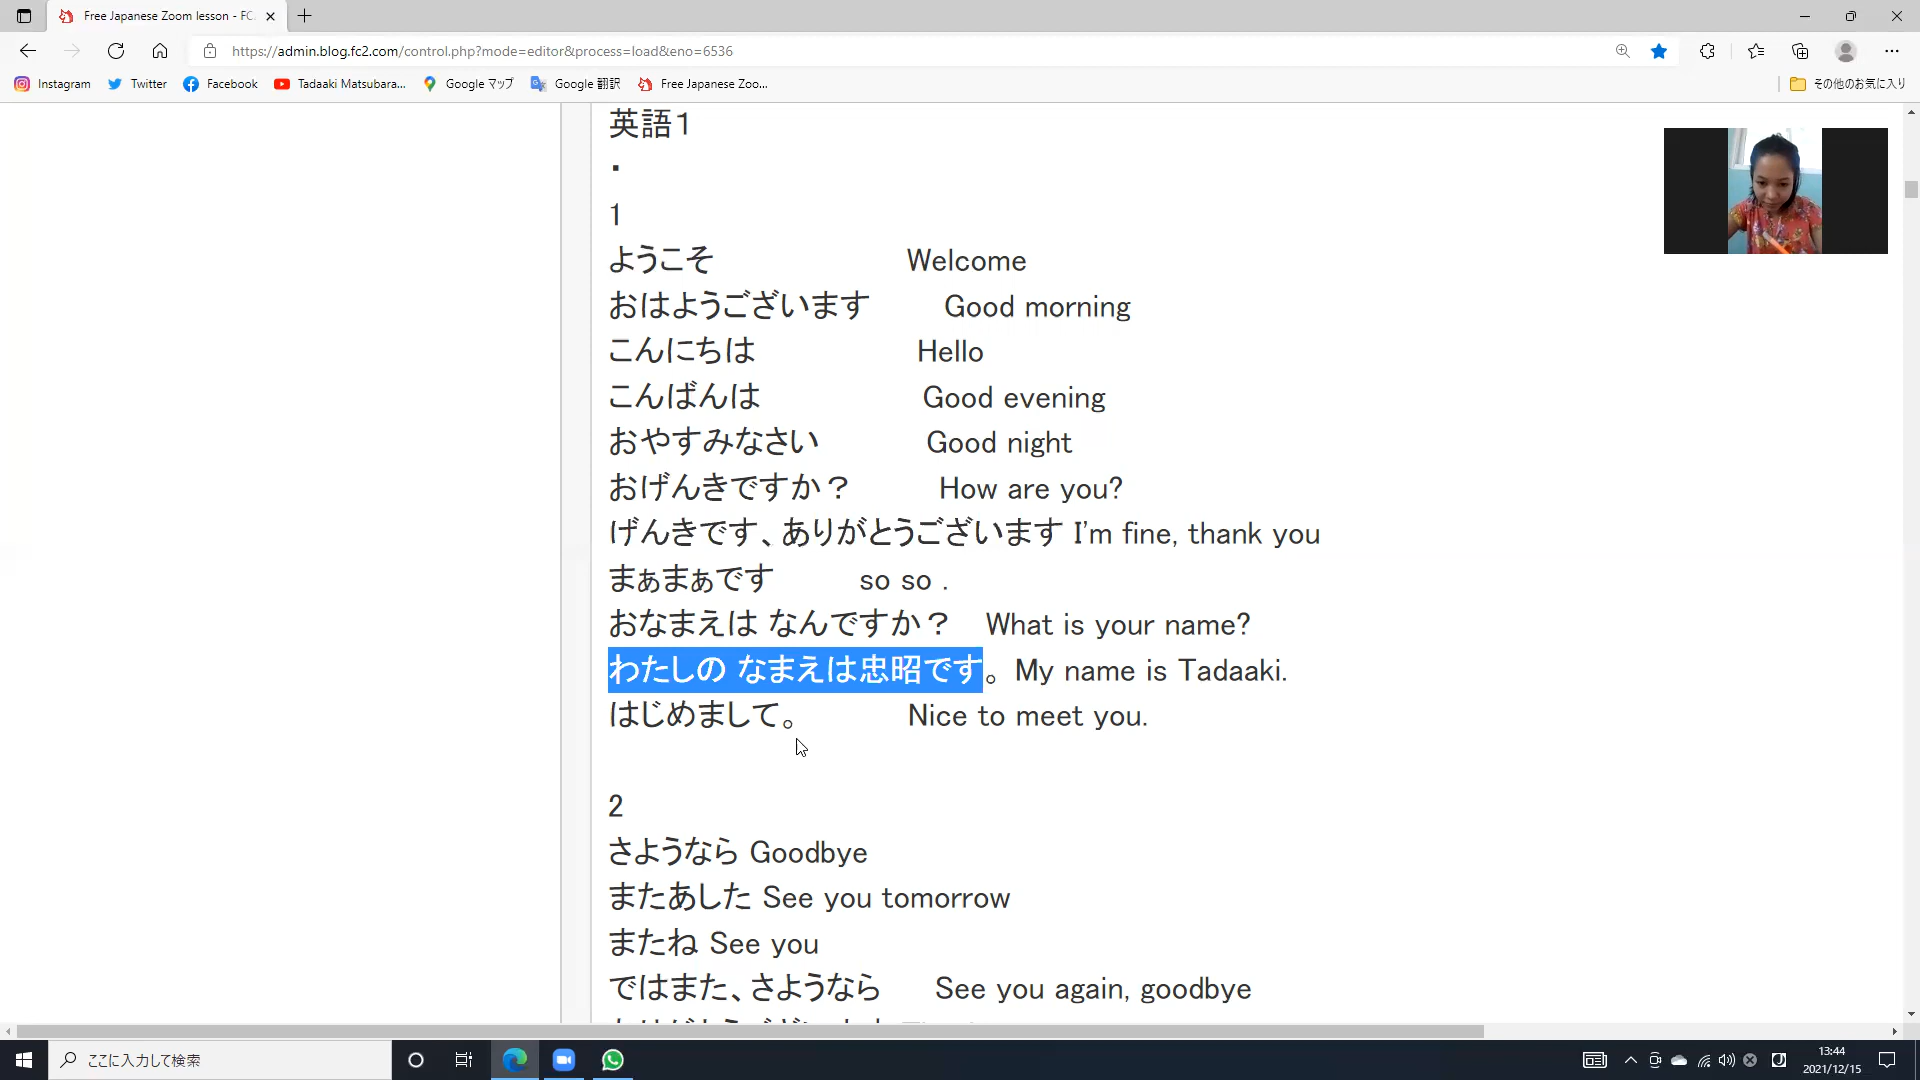 Free Japanese Zoom lesson - FC
https://admin.blog.fc2.com/control.php?mode=editor&process=load&eno=6536
Instagram Twitter Facebook Tadaaki Matsubara... Google マップ Google 翻訳 Free Japanese Zoo... その他のお気に入り
英語１
・
1
ようこそ Welcome
おはようございます Good morning
こんにちは Hello
こんばんは Good evening
おやすみなさい Good night
おげんきですか？ How are you?
げんきです、ありがとうございます I'm fine, thank you
まぁまぁです so so .
おなまえは なんですか？ What is your name?
わたしの なまえは忠昭です。 My name is Tadaaki.
はじめまして。 Nice to meet you.
2
さようなら Goodbye
またあした See you tomorrow
またね See you
ではまた、さようなら See you again, goodbye
ここに入力して検索
13:44
2021/12/15